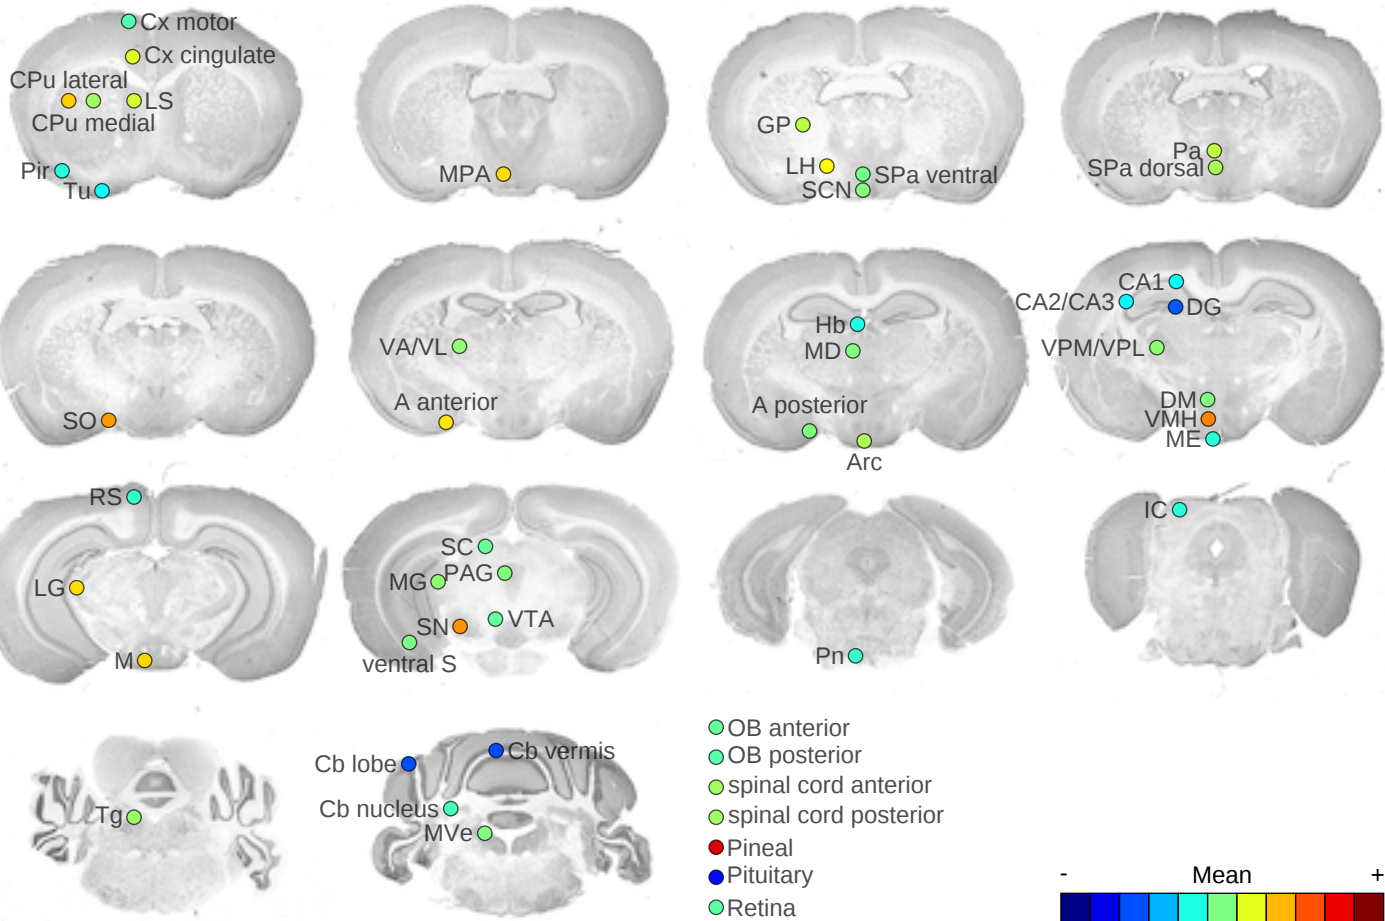 Cx motor
Cx cingulate
CPu lateral
LS
CPu medial
Pir
Tu
MPA
GP
LH
SPa ventral
SCN
Pa
SPa dorsal
SO
VA/VL
A anterior
Hb
MD
A posterior
Arc
CA1
CA2/CA3
DG
VPM/VPL
DM
VMH
ME
RS
LG
M
SC
MG
PAG
SN
VTA
ventral S
Pn
IC
Tg
Cb lobe
Cb vermis
Cb nucleus
MVe
OB anterior
OB posterior
spinal cord anterior
spinal cord posterior
Pineal
Pituitary
Retina
- Mean +